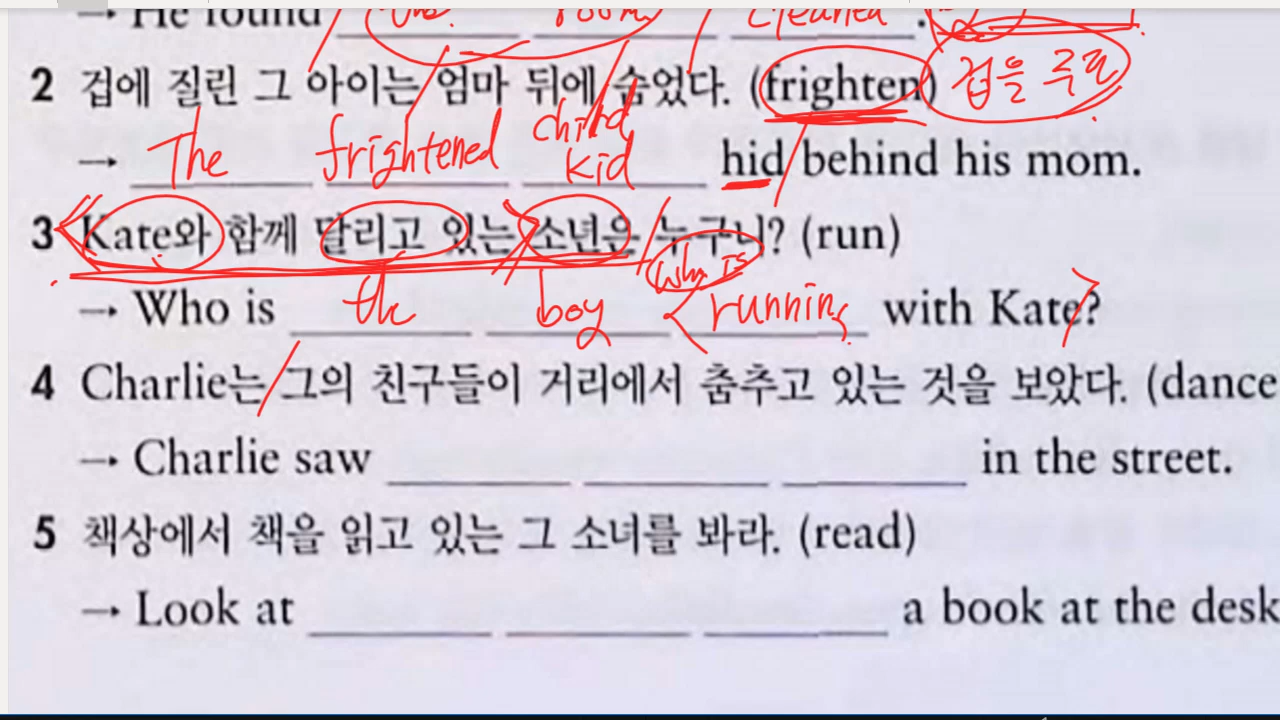 He found the room cleaned.
2 겁에 질린 그 아이는 엄마 뒤에 숨었다. (frighten) 겁을 주다
child
→ The frightened kid hid behind his mom.
3 Kate와 함께 달리고 있는 소년은 누구니? (run)
who is
→ Who is the boy running with Kate?
4 Charlie는 그의 친구들이 거리에서 춤추고 있는 것을 보았다. (dance
→ Charlie saw in the street.
5 책상에서 책을 읽고 있는 그 소녀를 봐라. (read)
→ Look at a book at the desk